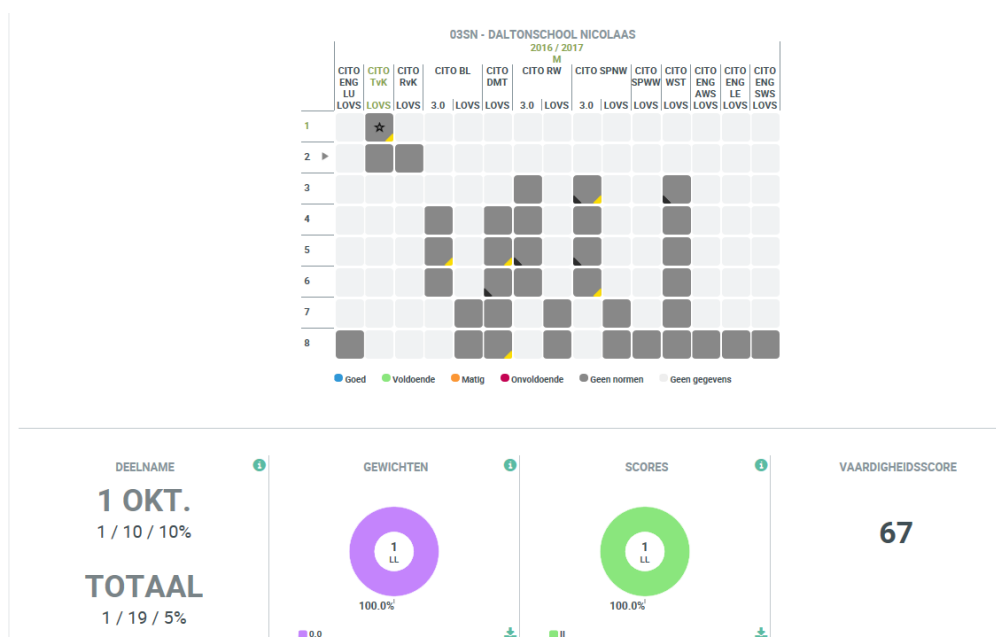 03SN - DALTONSCHOOL NICOLAAS
2016 / 2017
M
CITO ENG LU LOVS
CITO TvK LOVS
CITO RvK LOVS
CITO BL 3.0 LOVS
CITO DMT LOVS
CITO RW 3.0 LOVS
CITO SPNW 3.0 LOVS
CITO SPWW LOVS
CITO WST LOVS
CITO ENG AWS LOVS
CITO ENG LE LOVS
CITO ENG SWS LOVS
1
2
3
4
5
6
7
8
Goed Voldoende Matig Onvoldoende Geen normen Geen gegevens
DEELNAME
1 OKT.
1 / 10 / 10%
TOTAAL
1 / 19 / 5%
GEWICHTEN
1
LL
100.0%
0.0
SCORES
1
LL
100.0%
II
VAARDIGHEIDSSCORE
67